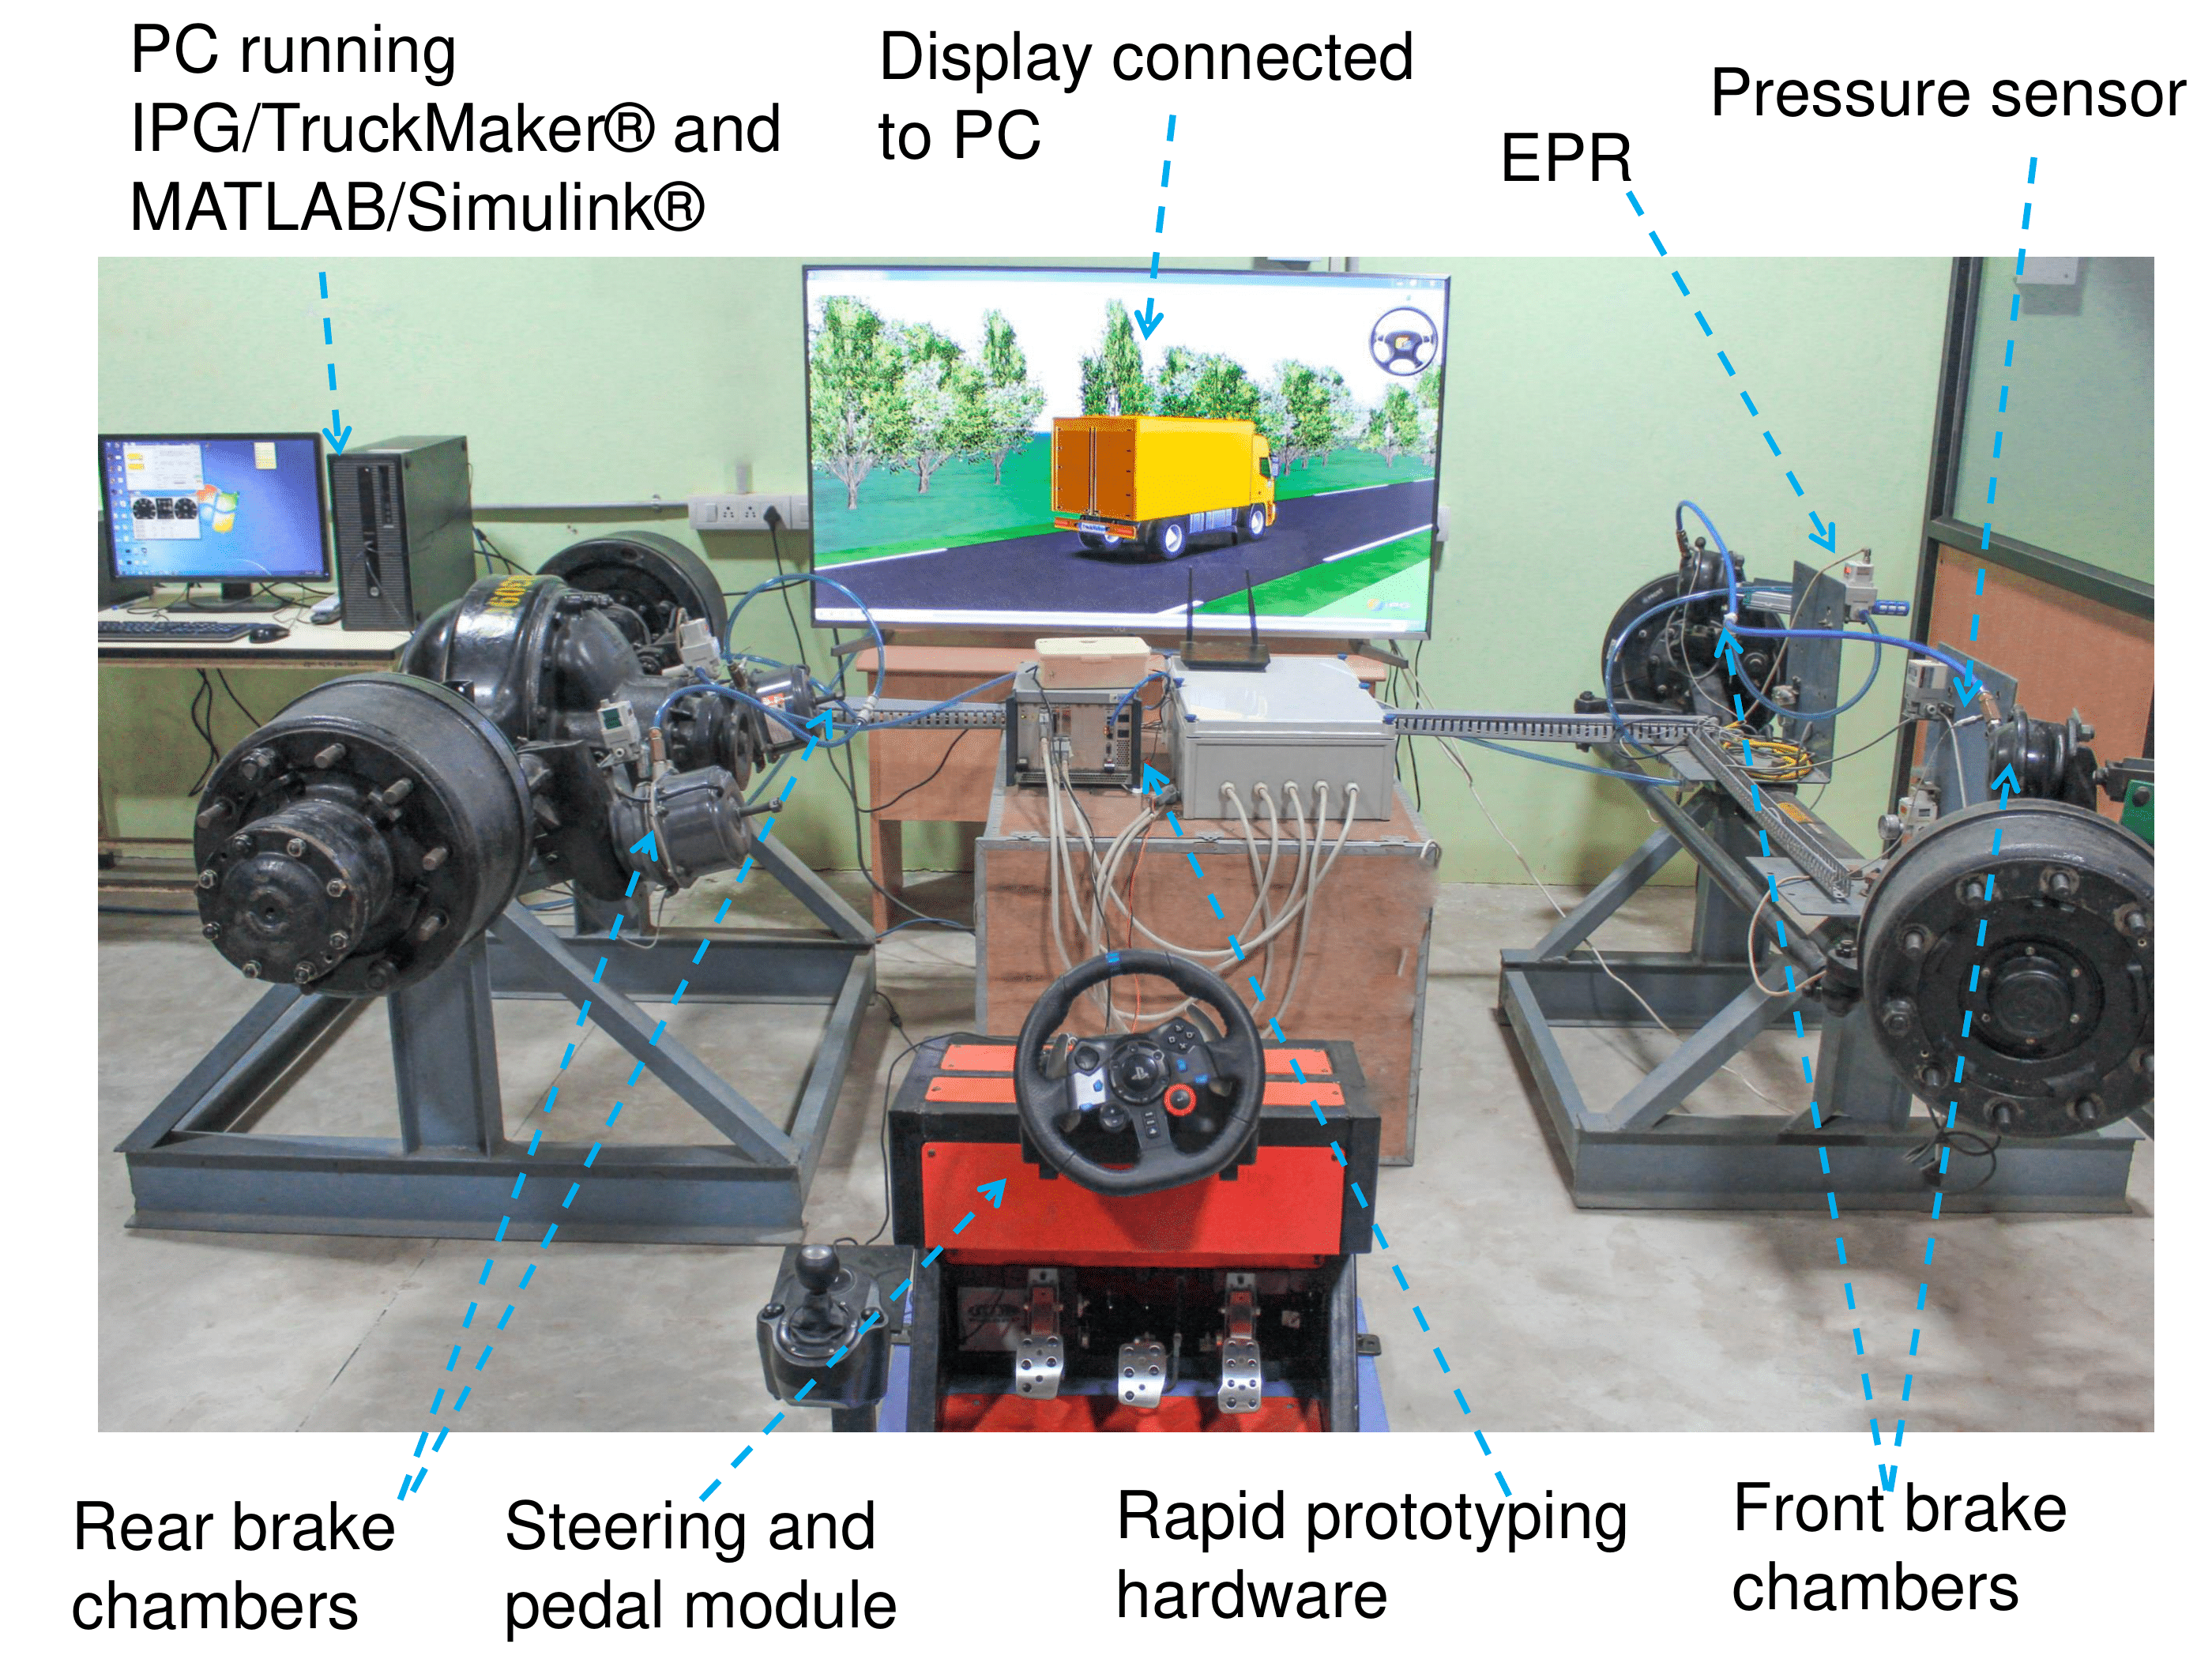 PC running
IPG/TruckMaker® and
MATLAB/Simulink®
Display connected
to PC
EPR
Pressure sensor
Rear brake
chambers
Steering and
pedal module
Rapid prototyping
hardware
Front brake
chambers